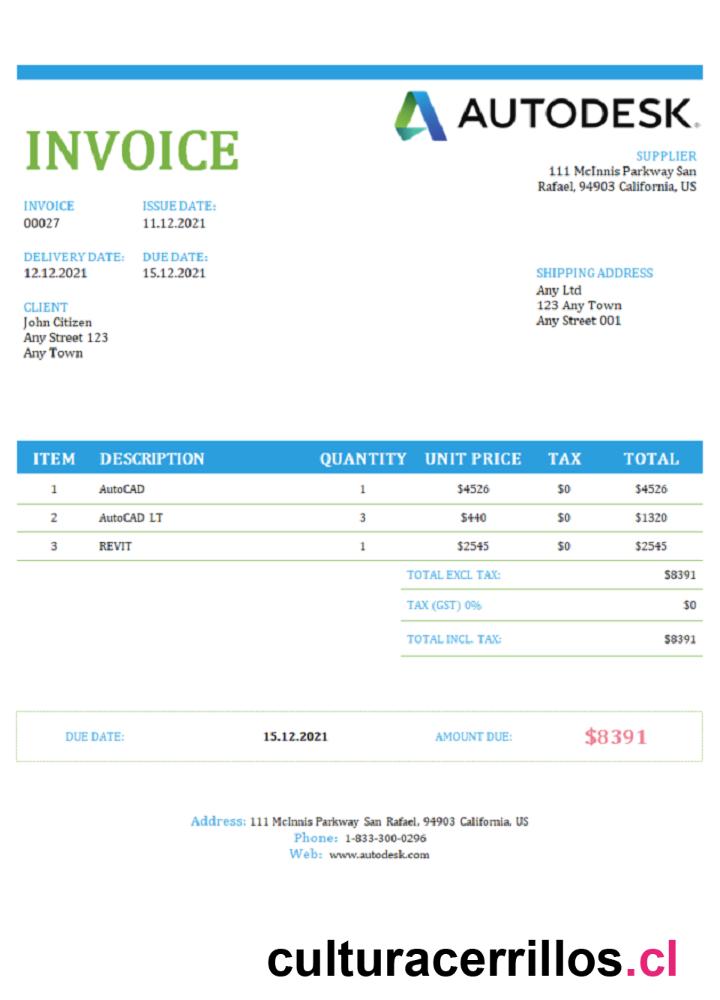 AUTODESK.
INVOICE
SUPPLIER
111 McInnis Parkway San
Rafael, 94903 California, US
INVOICE ISSUE DATE:
00027 11.12.2021
DELIVERY DATE: DUE DATE:
12.12.2021 15.12.2021
SHIPPING ADDRESS
Any Ltd
123 Any Town
Any Street 001
CLIENT
John Citizen
Any Street 123
Any Town
ITEM DESCRIPTION QUANTITY UNIT PRICE TAX TOTAL
1 AutoCAD 1 $4526 $0 $4526
2 AutoCAD LT 3 $440 $0 $1320
3 REVIT 1 $2545 $0 $2545
TOTAL EXCL TAX: $8391
TAX (GST) 0% $0
TOTAL INCL. TAX: $8391
DUE DATE: 15.12.2021 AMOUNT DUE: $8391
Address: 111 McInnis Parkway San Rafael, 94903 California, US
Phone: 1-833-300-0296
Web: www.autodesk.com
culturacerrillos.cl